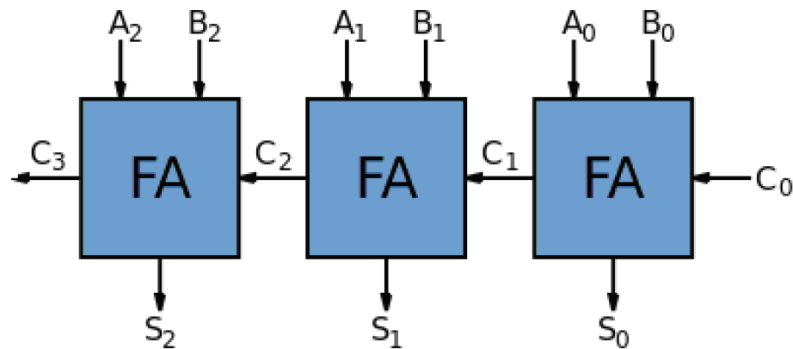 A₂ B₂ A₁ B₁ A₀ B₀
C₃ FA C₂ FA C₁ FA C₀
S₂ S₁ S₀